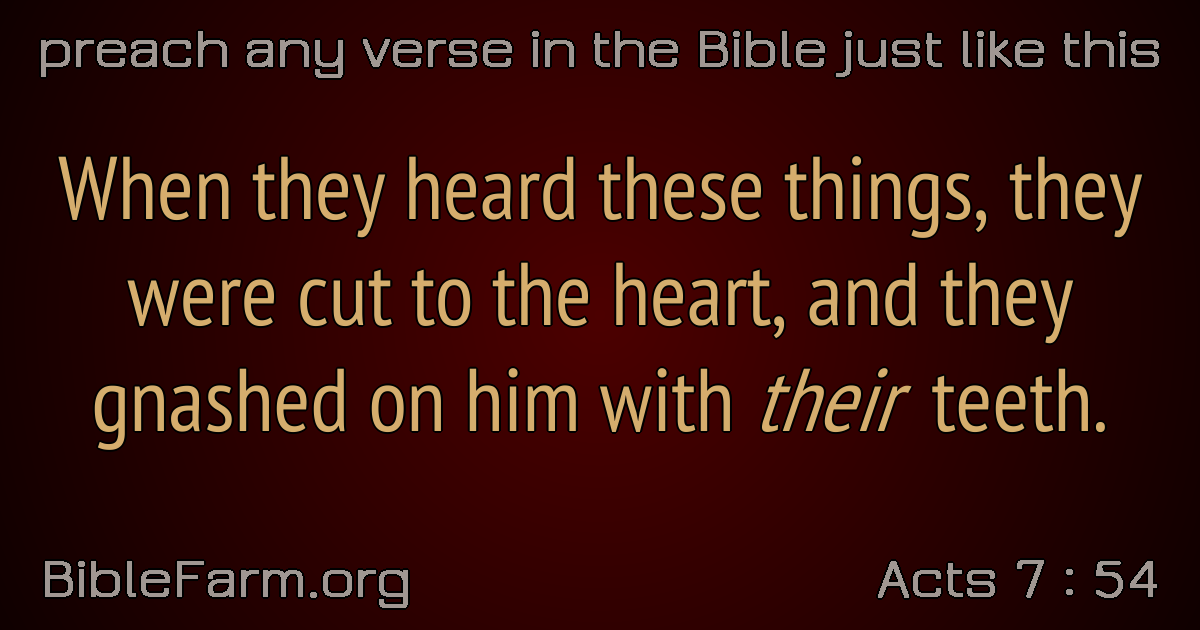 preach any verse in the Bible just like this
When they heard these things, they
were cut to the heart, and they
gnashed on him with their teeth.
BibleFarm.org
Acts 7 : 54